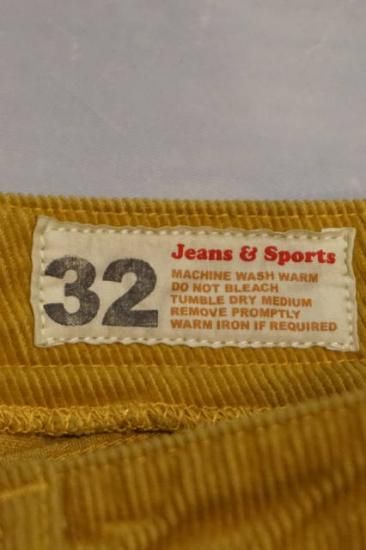 32
Jeans & Sports
MACHINE WASH WARM
DO NOT BLEACH
TUMBLE DRY MEDIUM
REMOVE PROMPTLY
WARM IRON IF REQUIRED